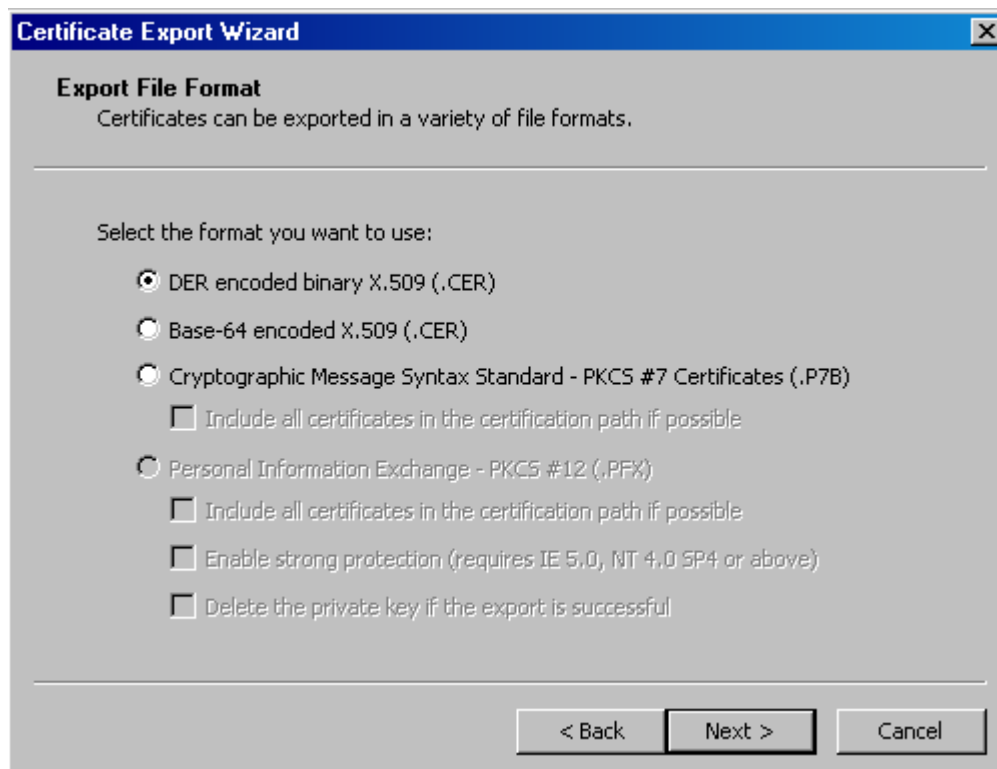 Certificate Export Wizard
Export File Format
Certificates can be exported in a variety of file formats.
Select the format you want to use:
DER encoded binary X.509 (.CER)
Base-64 encoded X.509 (.CER)
Cryptographic Message Syntax Standard - PKCS #7 Certificates (.P7B)
Include all certificates in the certification path if possible
Personal Information Exchange - PKCS #12 (.PFX)
Include all certificates in the certification path if possible
Enable strong protection (requires IE 5.0, NT 4.0 SP4 or above)
Delete the private key if the export is successful
< Back Next > Cancel